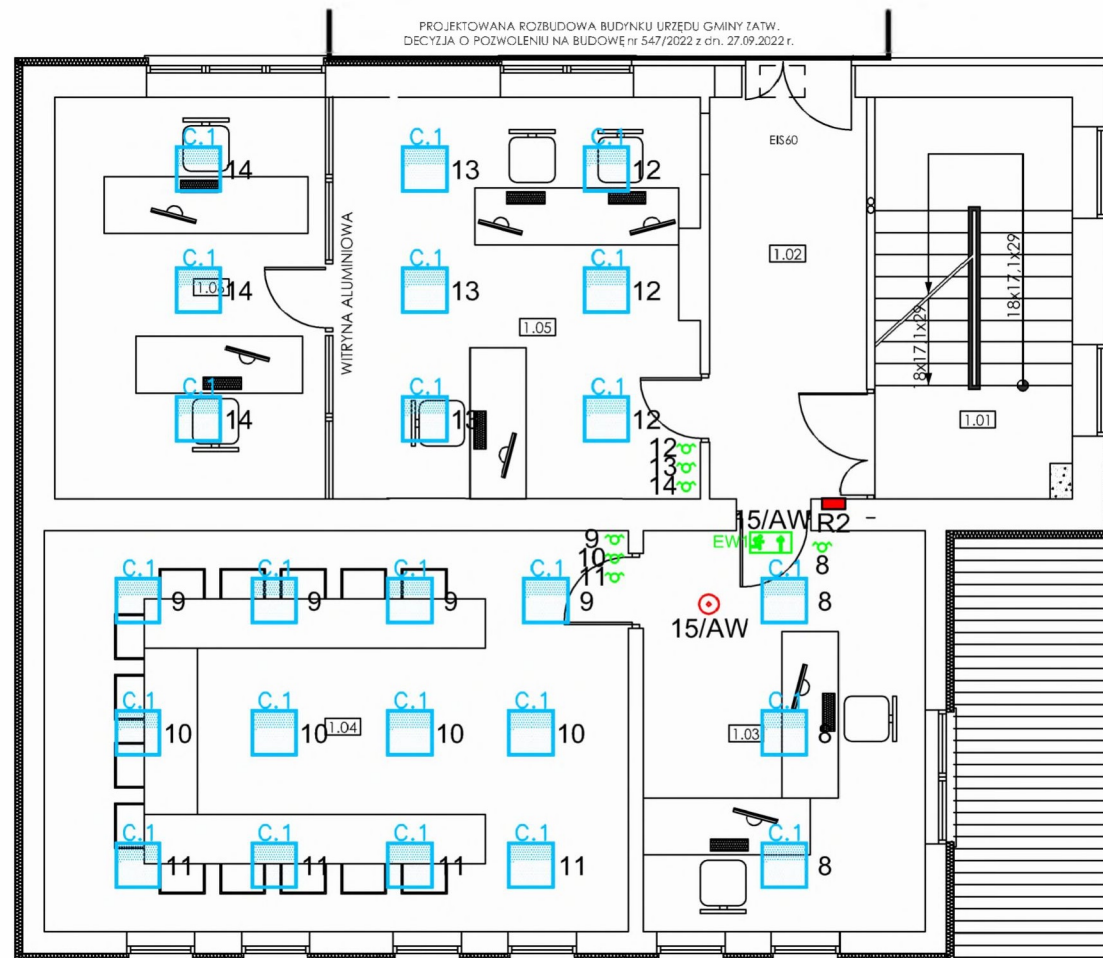 PROJEKTOWANA ROZBUDOWA BUDYNKU URZĘDU GMINY ZATW.
DECYZJA O POZWOLENIU NA BUDOWĘ nr 547/2022 z dn. 27.09.2022 r.
EIS60
C.1
14
C.1
13
C.1
12
WITRYNA ALUMINIOWA
1.02
C.1
1.06
14
C.1
13
C.1
12
1.05
18x17,1x29
8x17,1x29
C.1
14
C.1
13
C.1
12
1.01
12
13
14
15/AW
R2
EW1
9
10
11
8
C.1
9
C.1
9
C.1
9
C.1
9
C.1
8
15/AW
C.1
10
C.1
10
1.04
C.1
10
C.1
10
1.03
C.1
8
C.1
11
C.1
11
C.1
11
C.1
11
C.1
8